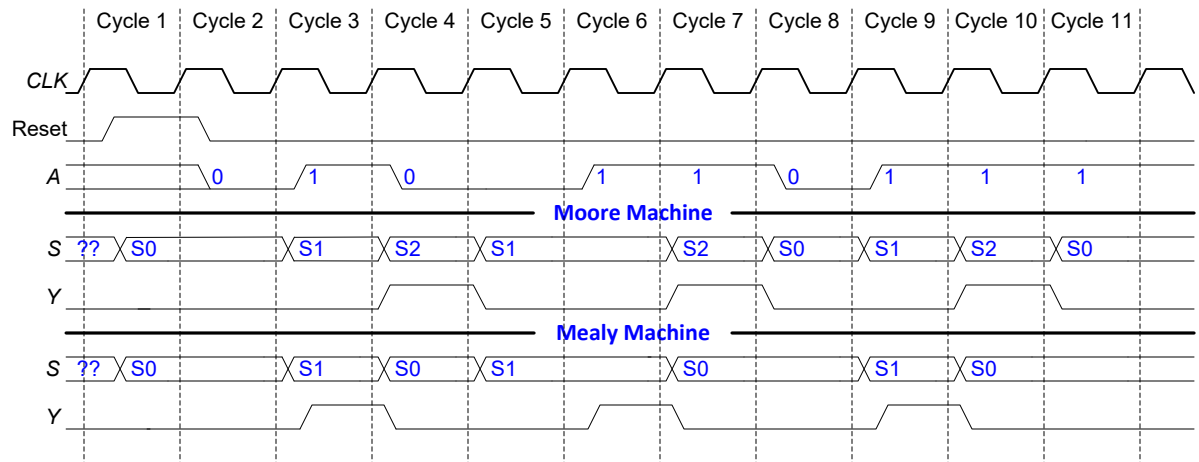 Cycle 1 Cycle 2 Cycle 3 Cycle 4 Cycle 5 Cycle 6 Cycle 7 Cycle 8 Cycle 9 Cycle 10 Cycle 11
CLK
Reset
A 0 1 0 1 1 0 1 1 1
Moore Machine
S ?? S0 S1 S2 S1 S2 S0 S1 S2 S0
Y
Mealy Machine
S ?? S0 S1 S0 S1 S0 S1 S0
Y